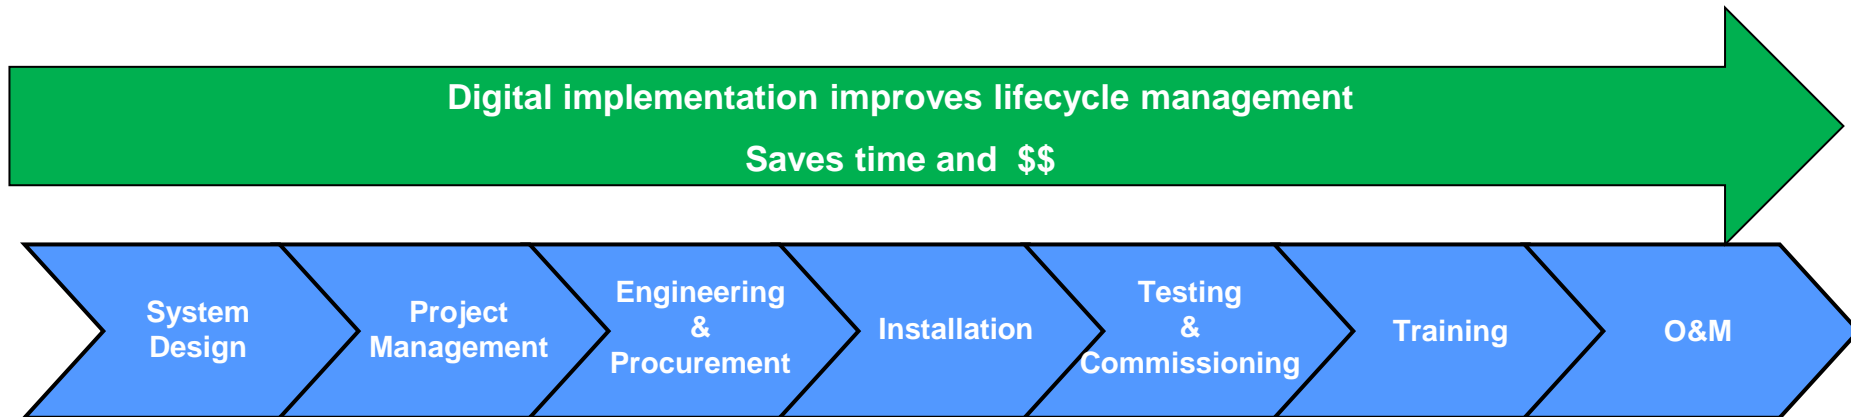 Digital implementation improves lifecycle management
Saves time and  $$
System
Design
Project
Management
Engineering
&
Procurement
Installation
Testing
&
Commissioning
Training
O&M